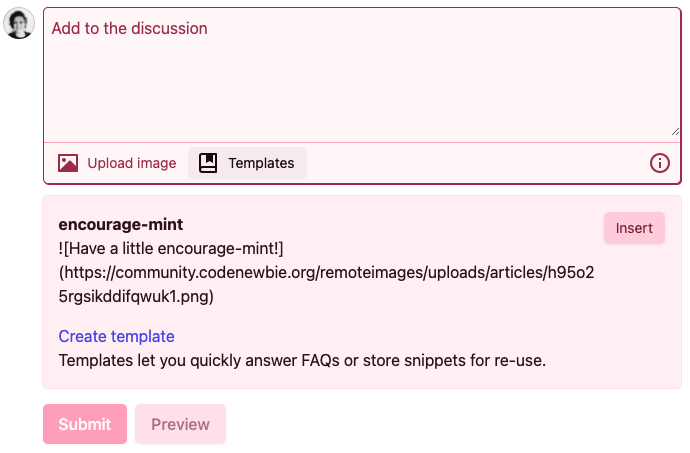 Add to the discussion
Upload image
Templates
encourage-mint
Insert
![Have a little encourage-mint!]
(https://community.codenewbie.org/remoteimages/uploads/articles/h95o2
5rgsikddifqwuk1.png)
Create template
Templates let you quickly answer FAQs or store snippets for re-use.
Submit
Preview